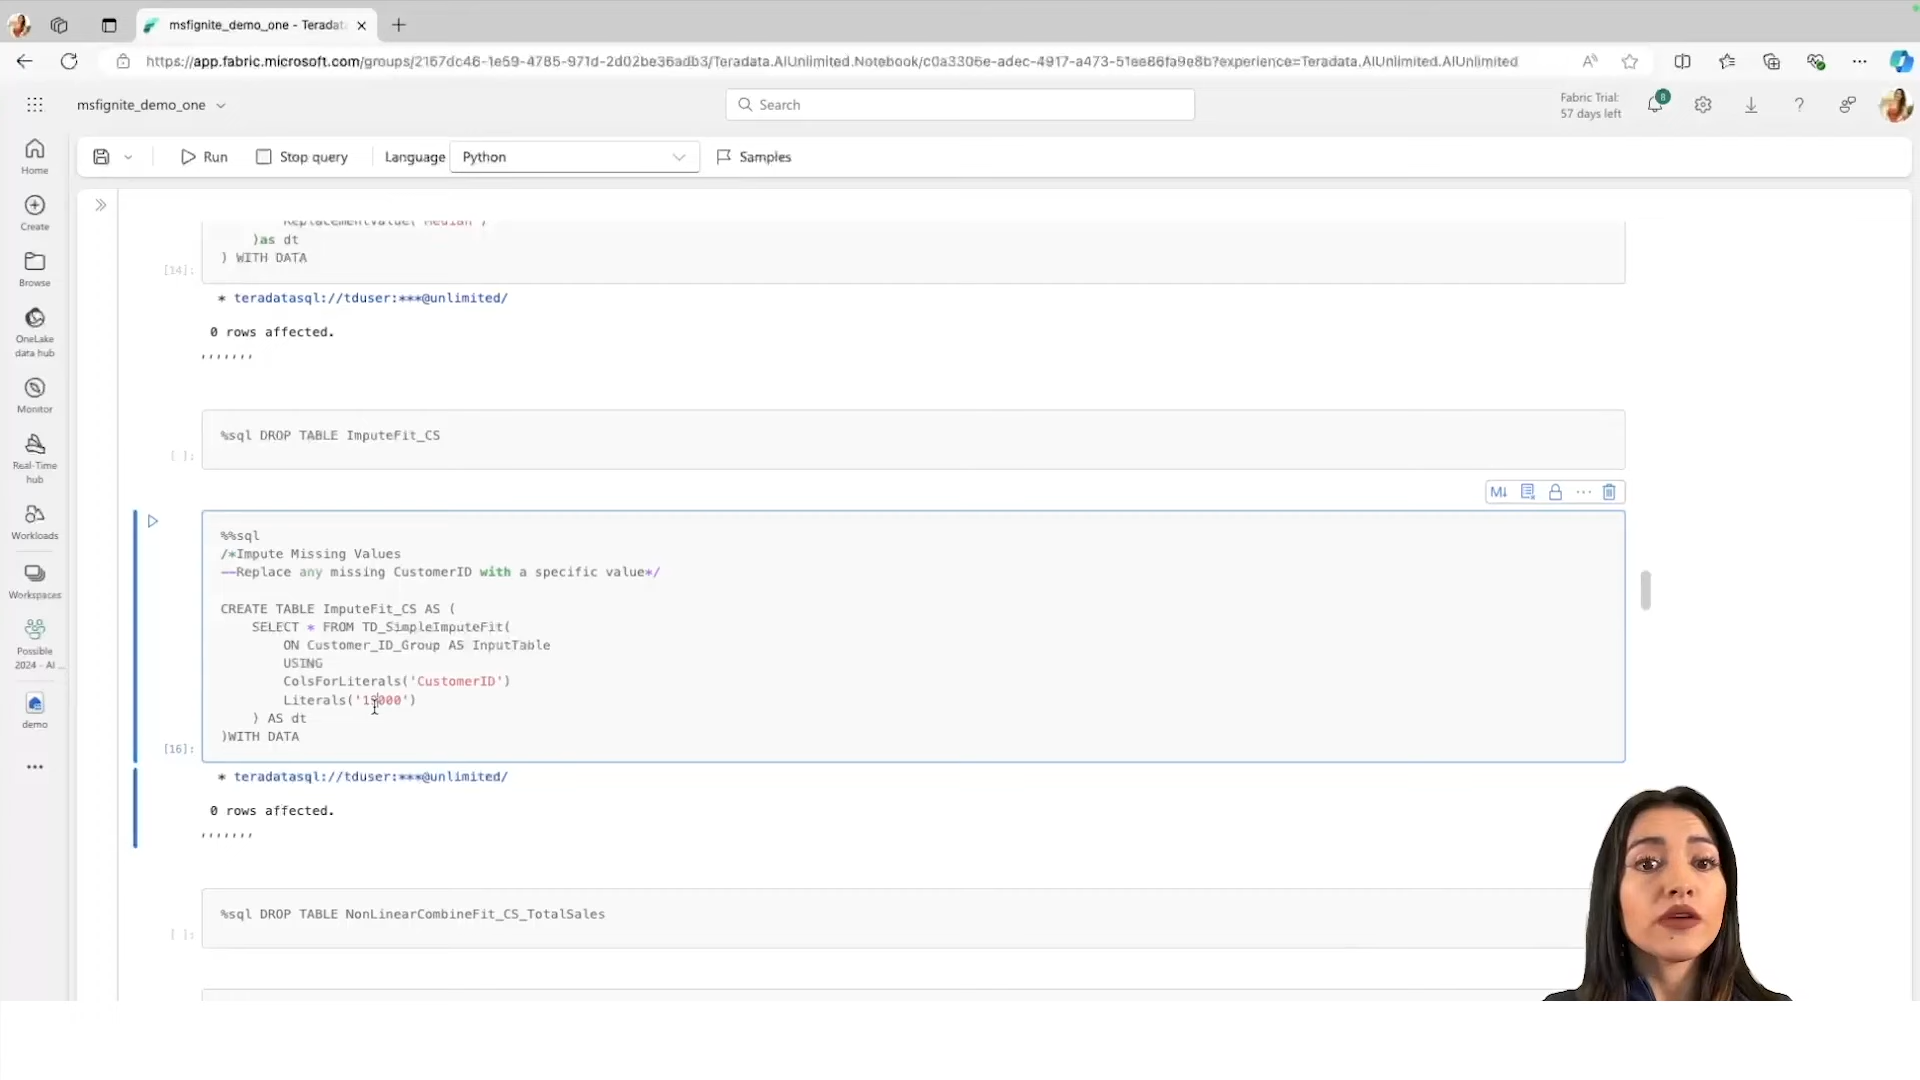 msfignite_demo_one - Teradat
https://app.fabric.microsoft.com/groups/2167dc46-1e59-4785-971d-2d02be36adb3/Teradata.AIUnlimited.Notebook/c0a3306e-adec-4917-a473-51ee86fa9e8b?experience=Teradata.AIUnlimited.AIUnlimited
msfignite_demo_one
Search
Fabric Trial:
57 days left
8
Run
Stop query
Language
Python
Samples
Home
Create
Browse
OneLake
data hub
Monitor
Real-Time
hub
Workloads
Workspaces
Possible
2024 - AI ...
demo
ReplacementValue('Median')
)as dt
) WITH DATA
[14]:
* teradatasql://tduser:***@unlimited/
0 rows affected.
'''''''
%sql DROP TABLE ImputeFit_CS
[ ]:
M↓
%%sql
/*Impute Missing Values
--Replace any missing CustomerID with a specific value*/
CREATE TABLE ImputeFit_CS AS (
SELECT * FROM TD_SimpleImputeFit(
ON Customer_ID_Group AS InputTable
USING
ColsForLiterals('CustomerID')
Literals('
) AS dt
)WITH DATA
[16]:
* teradatasql://tduser:***@unlimited/
0 rows affected.
'''''''
%sql DROP TABLE NonLinearCombineFit_CS_TotalSales
[ ]: